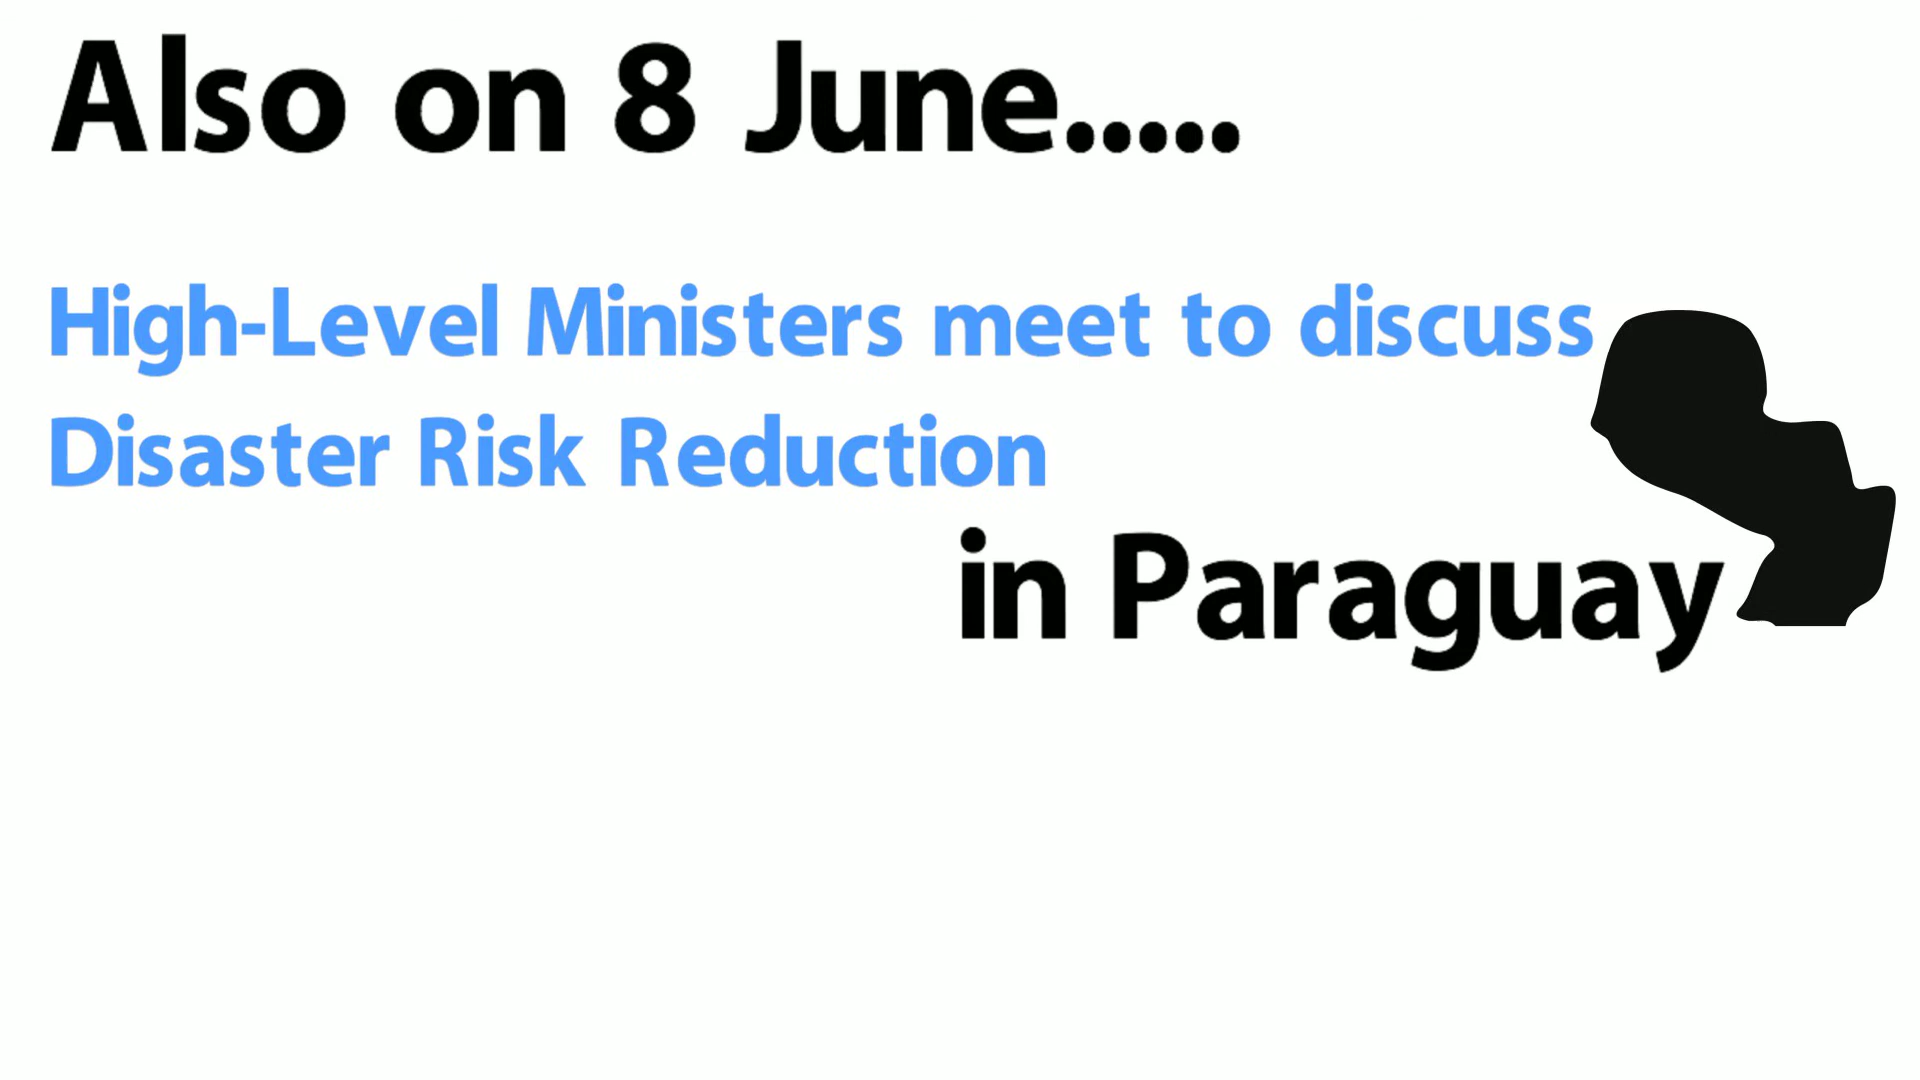 Also on 8 June.....
High-Level Ministers meet to discuss
Disaster Risk Reduction
in Paraguay